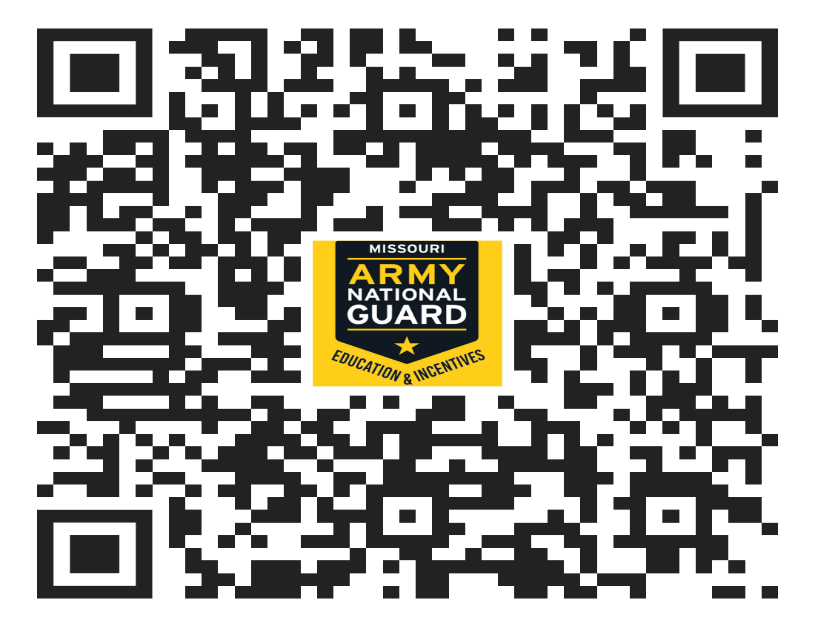 MISSOURI
ARMY
NATIONAL
GUARD
EDUCATION & INCENTIVES